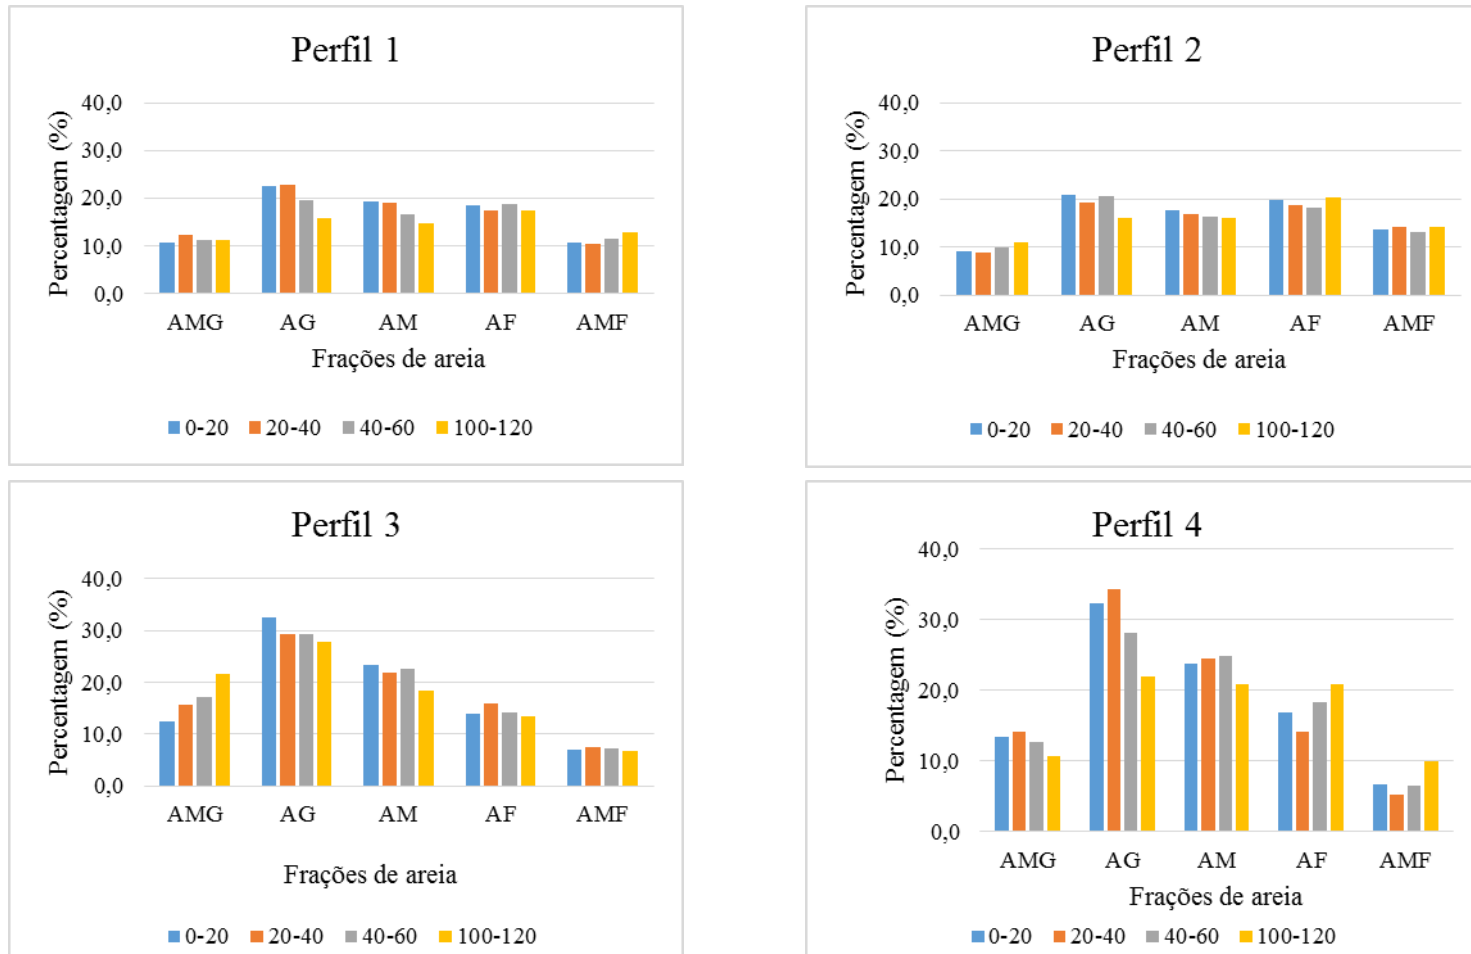 Perfil 1
Percentagem (%)
40,0
30,0
20,0
10,0
0,0
AMG AG AM AF AMF
Frações de areia
0-20 20-40 40-60 100-120
Perfil 2
Percentagem (%)
40,0
30,0
20,0
10,0
0,0
AMG AG AM AF AMF
Frações de areia
0-20 20-40 40-60 100-120
Perfil 3
Percentagem (%)
40,0
30,0
20,0
10,0
0,0
AMG AG AM AF AMF
Frações de areia
0-20 20-40 40-60 100-120
Perfil 4
Percentagem (%)
40,0
30,0
20,0
10,0
0,0
AMG AG AM AF AMF
Frações de areia
0-20 20-40 40-60 100-120